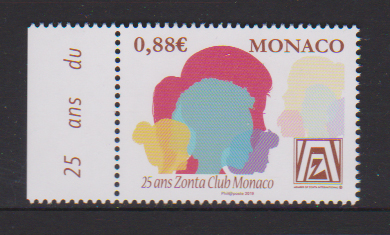 25 ans du
0,88€ MONACO
25 ans Zonta Club Monaco